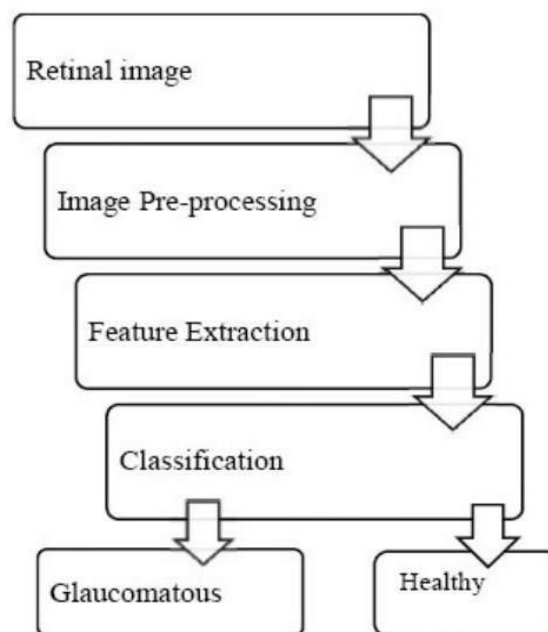 Retinal image
Image Pre-processing
Feature Extraction
Classification
Glaucomatous
Healthy